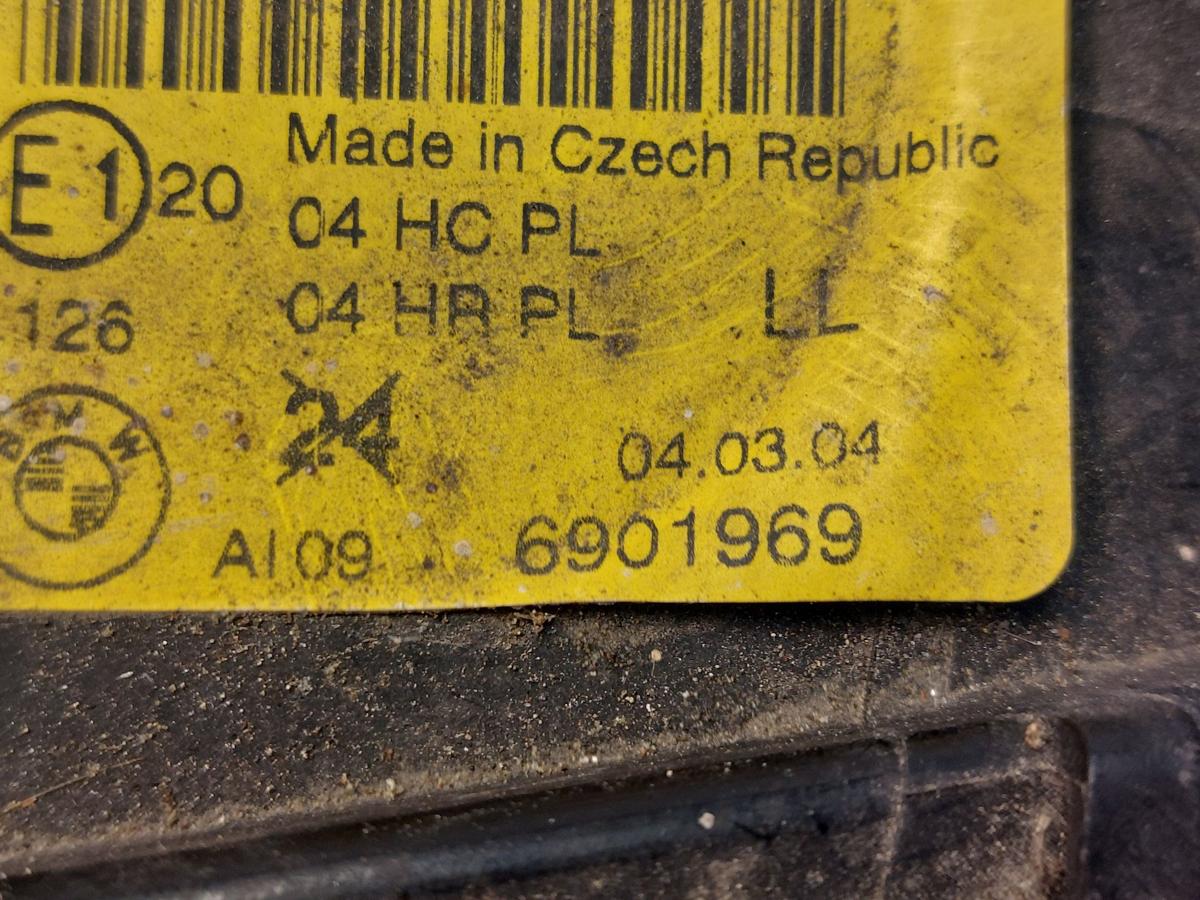 Made in Czech Republic
E1 20
04 HC PL
04 HR PL LL
126
24
BMW
04.03.04
AI 09 6901969